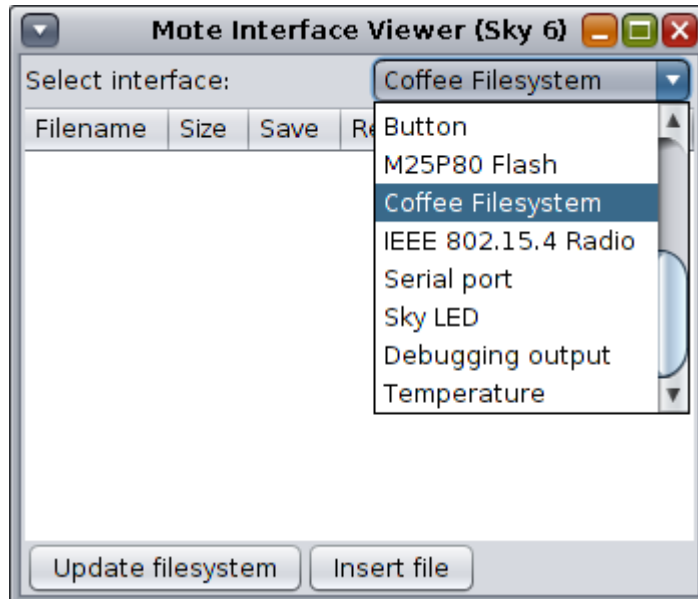 Mote Interface Viewer (Sky 6)
Select interface: Coffee Filesystem
Filename Size Save Re
Button
M25P80 Flash
Coffee Filesystem
IEEE 802.15.4 Radio
Serial port
Sky LED
Debugging output
Temperature
Update filesystem Insert file